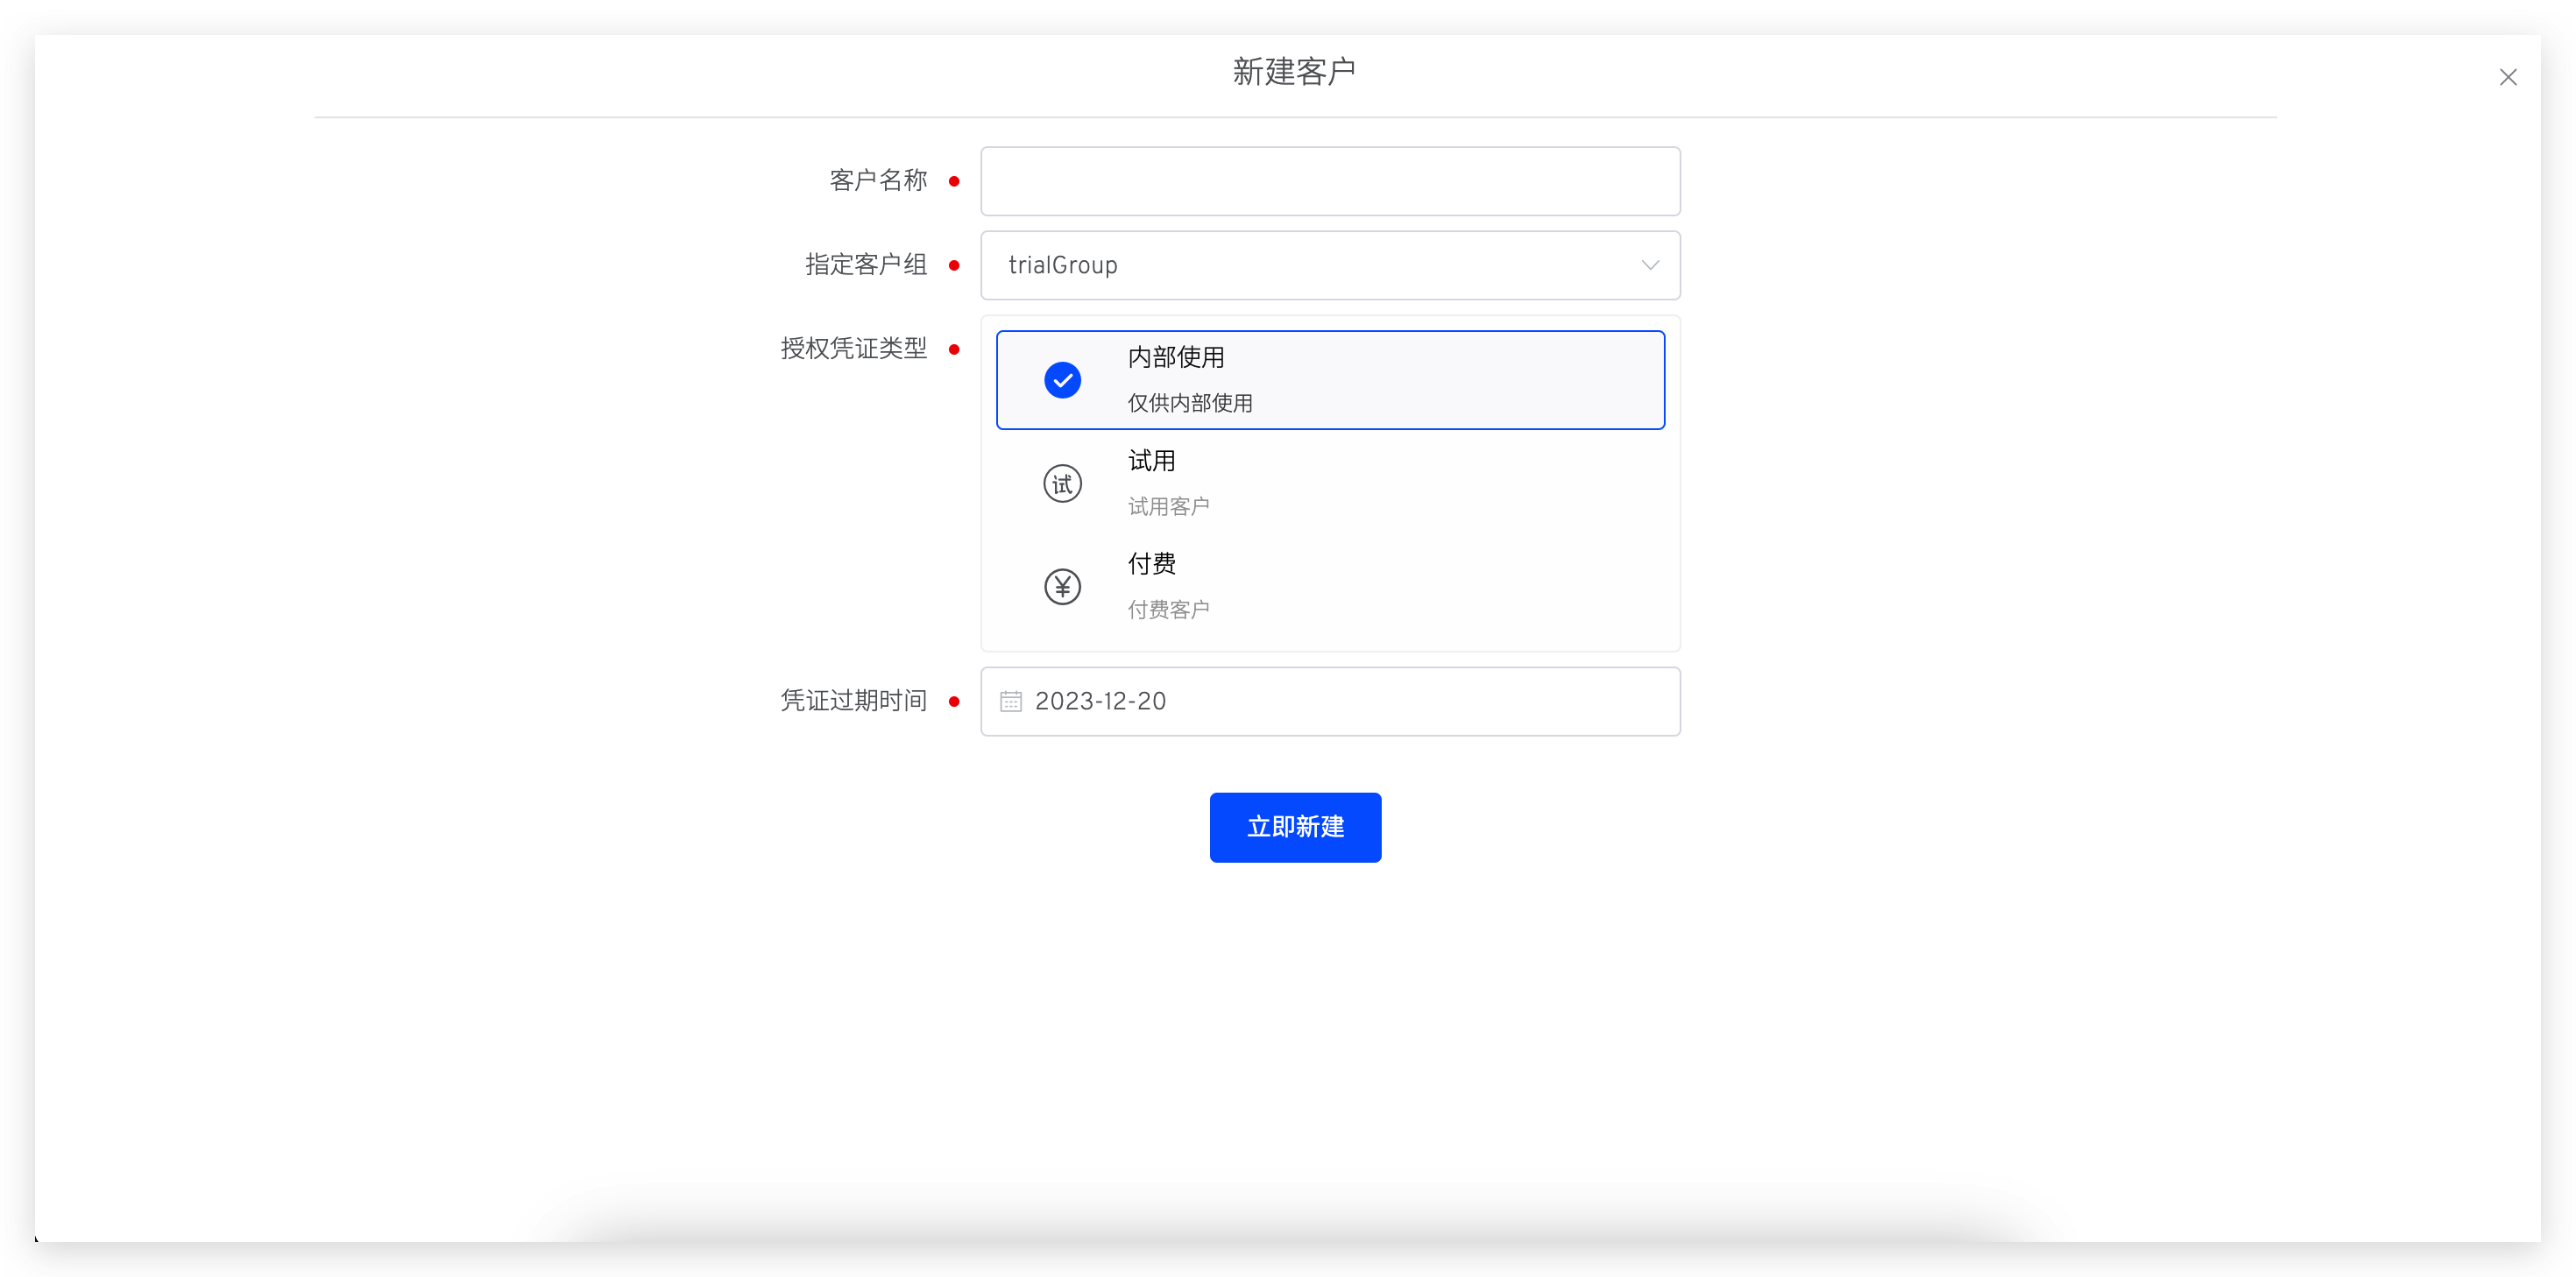 新建客户
客户名称
指定客户组
trialGroup
授权凭证类型
内部使用
仅供内部使用
试
试用
试用客户
¥
付费
付费客户
凭证过期时间
2023-12-20
立即新建